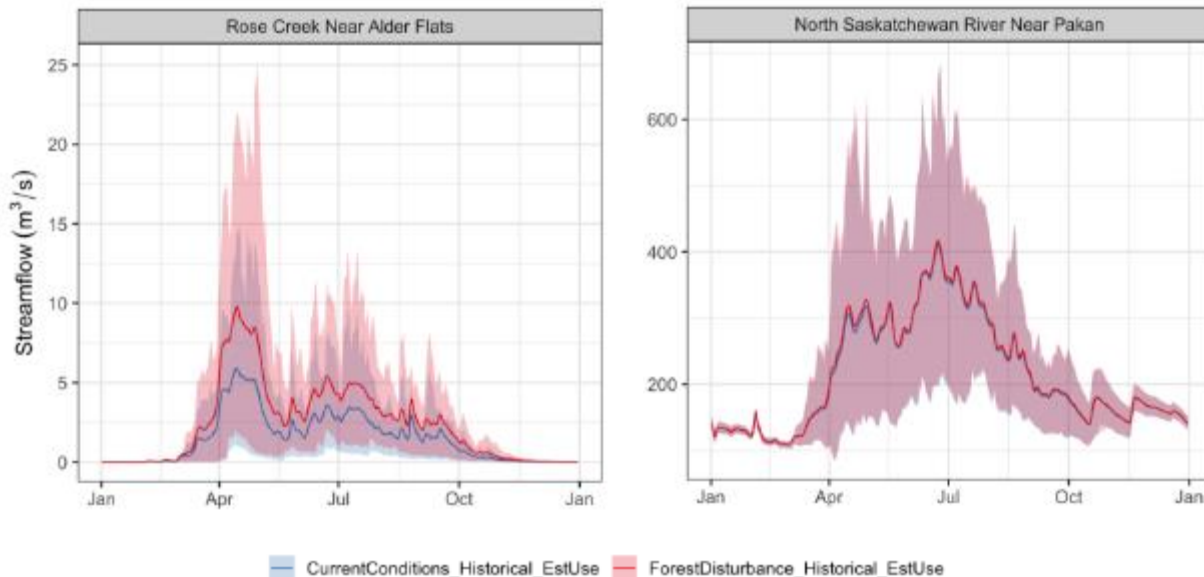 Rose Creek Near Alder Flats
North Saskatchewan River Near Pakan
Streamflow (m³/s)
25
20
15
10
5
0
Jan Apr Jul Oct Jan
600
400
200
Jan Apr Jul Oct Jan
CurrentConditions_Historical_EstUse ForestDisturbance_Historical_EstUse